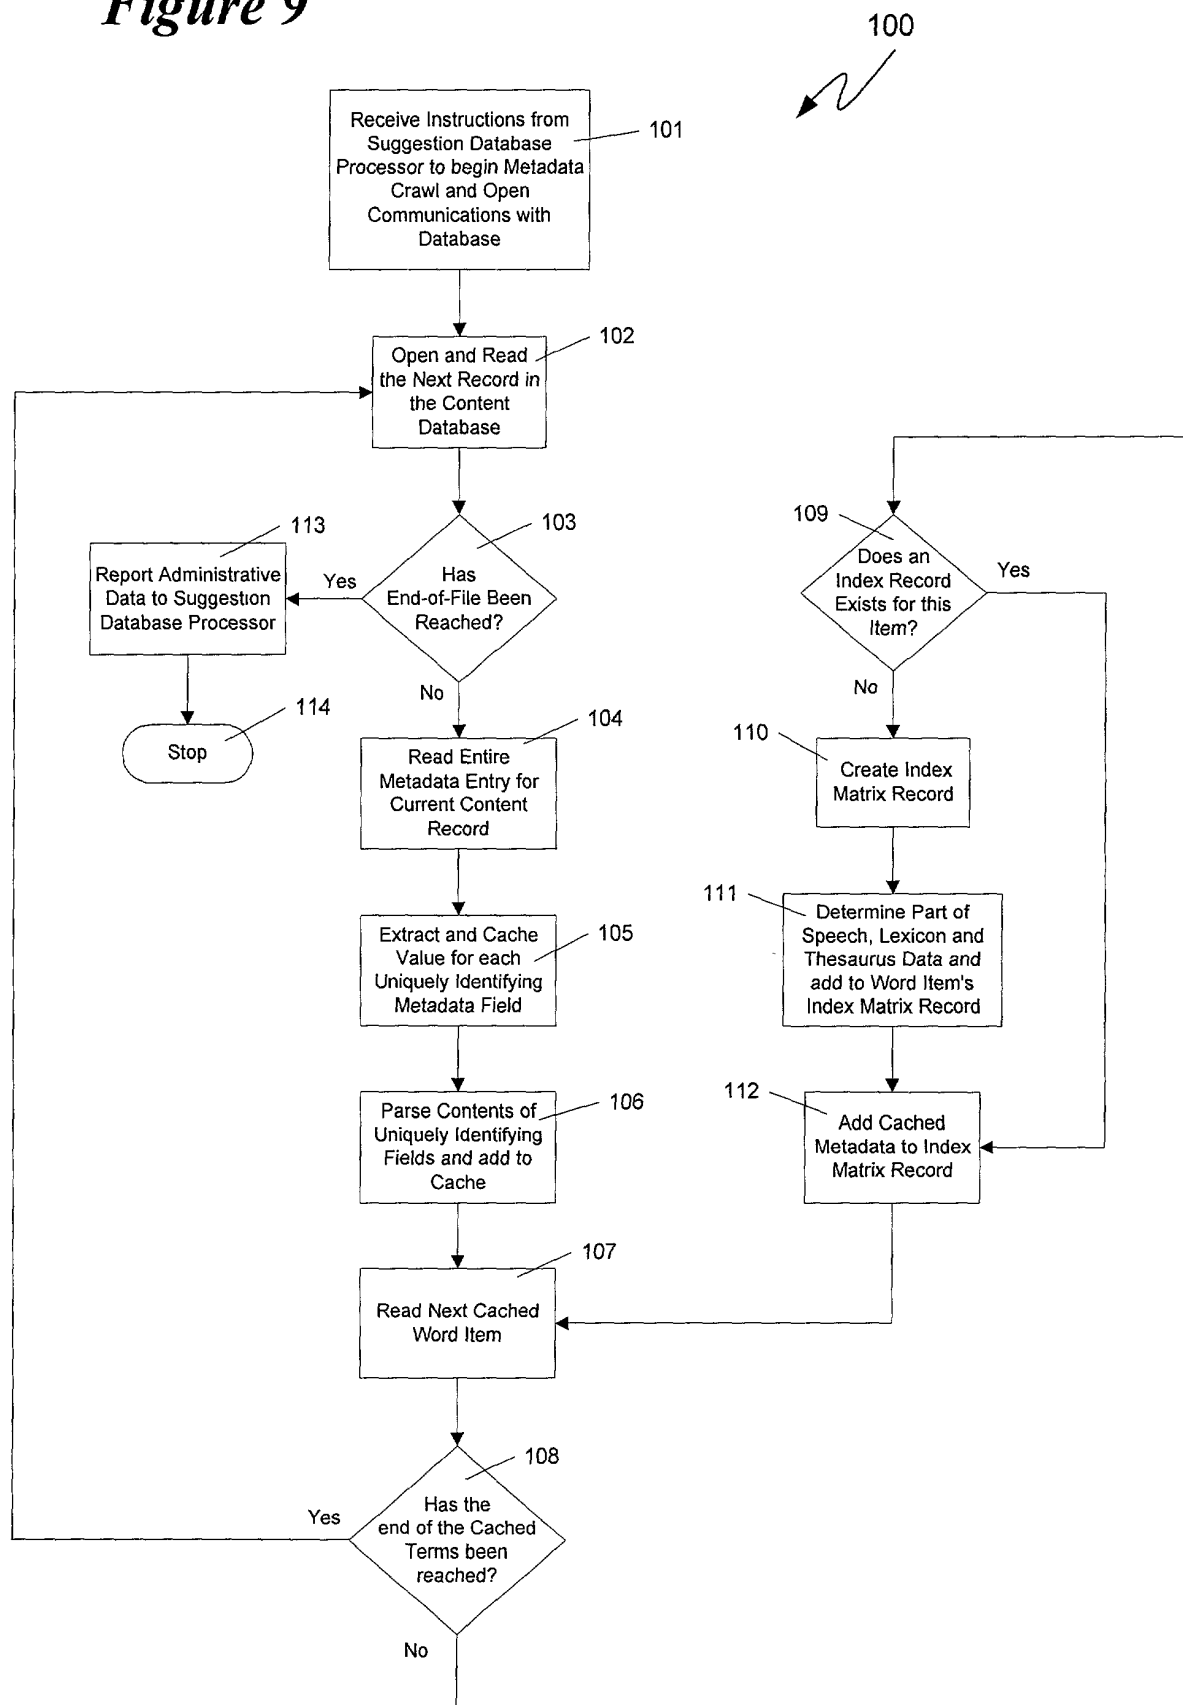 Figure 9
100
Receive Instructions from
Suggestion Database
Processor to begin Metadata
Crawl and Open
Communications with
Database
101
Open and Read
the Next Record in
the Content
Database
102
103
Has
End-of-File Been
Reached?
Yes
No
113
Report Administrative
Data to Suggestion
Database Processor
114
Stop
104
Read Entire
Metadata Entry for
Current Content
Record
Extract and Cache
Value for each
Uniquely Identifying
Metadata Field
105
Parse Contents of
Uniquely Identifying
Fields and add to
Cache
106
107
Read Next Cached
Word Item
108
Has the
end of the Cached
Terms been
reached?
Yes
No
109
Does an
Index Record
Exists for this
Item?
Yes
No
110
Create Index
Matrix Record
111
Determine Part of
Speech, Lexicon and
Thesaurus Data and
add to Word Item's
Index Matrix Record
112
Add Cached
Metadata to Index
Matrix Record